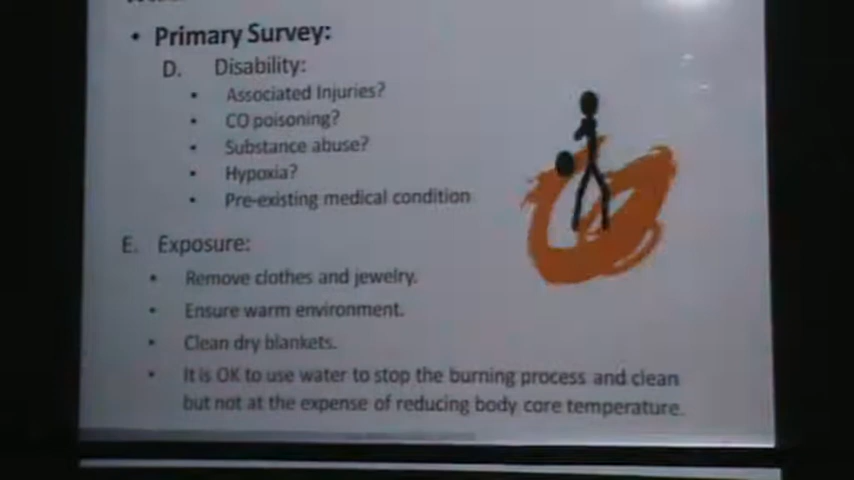 • Primary Survey:
D. Disability:
• Associated Injuries?
• CO poisoning?
• Substance abuse?
• Hypoxia?
• Pre-existing medical condition
E. Exposure:
• Remove clothes and jewelry.
• Ensure warm environment.
• Clean dry blankets.
• It is OK to use water to stop the burning process and clean
but not at the expense of reducing body core temperature.